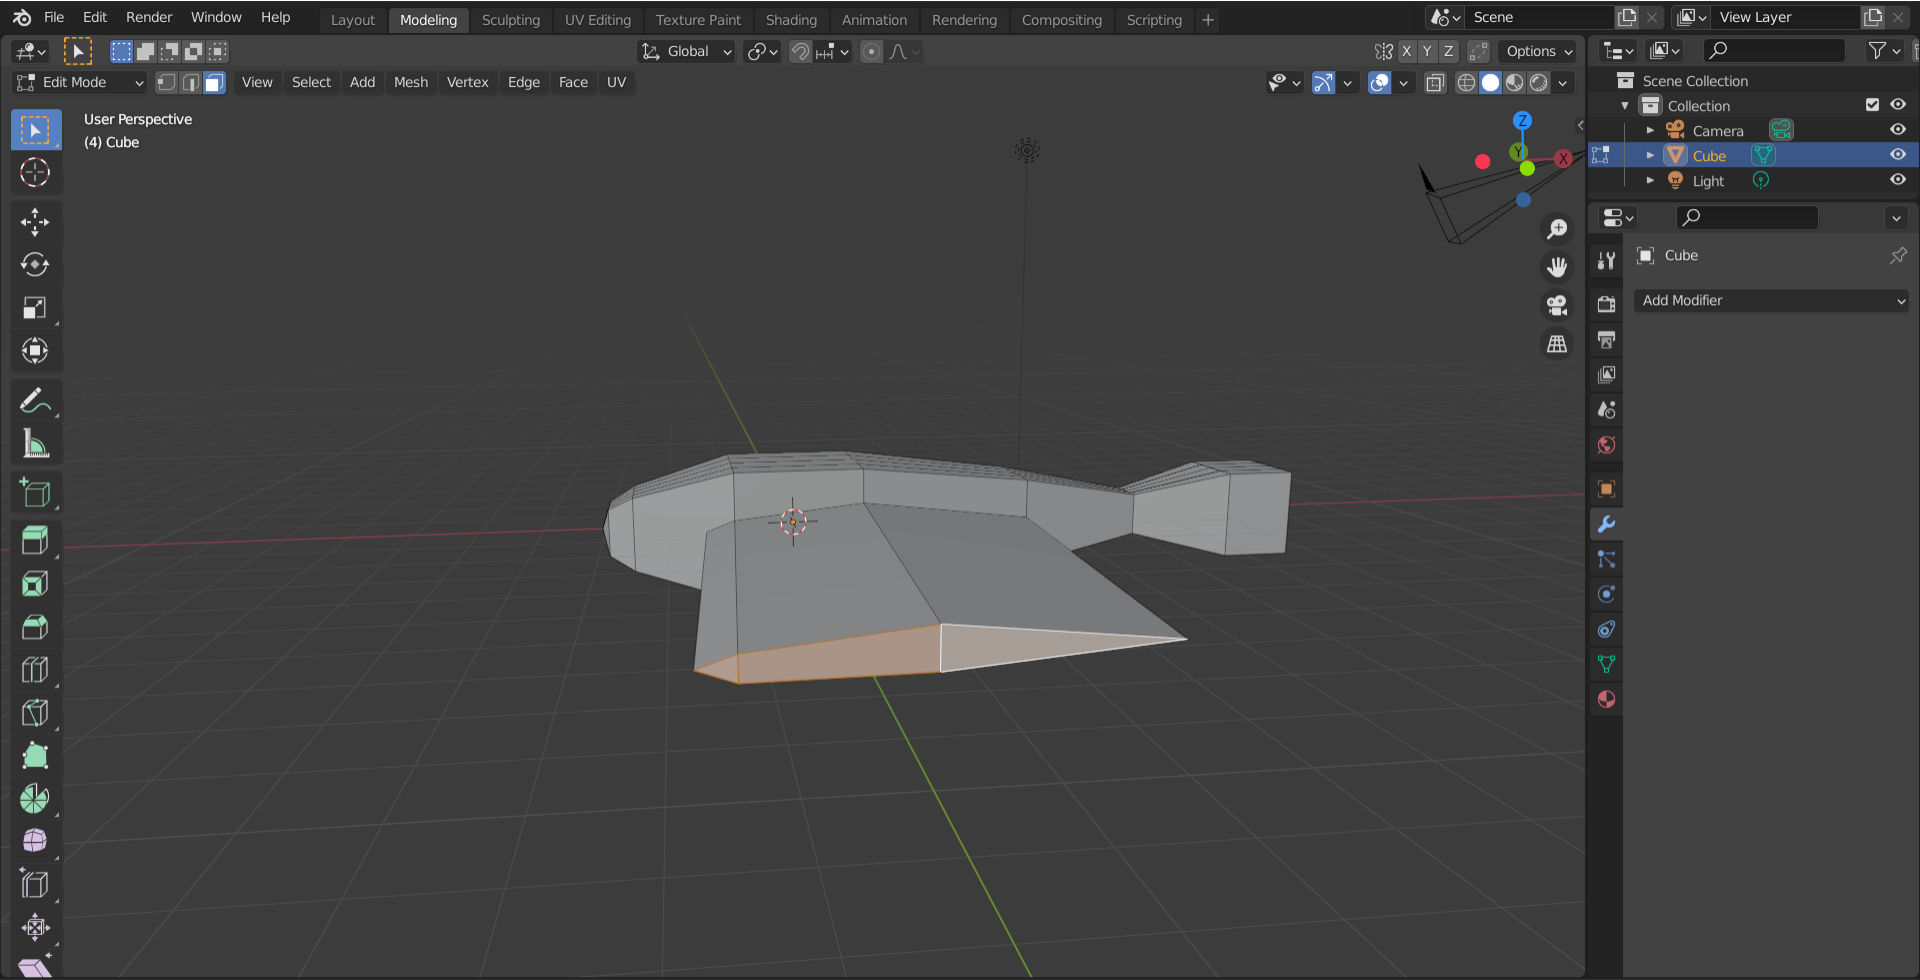 File Edit Render Window Help Layout Modeling Sculpting UV Editing Texture Paint Shading Animation Rendering Compositing Scripting + Scene View Layer
Global X Y Z Options
Edit Mode View Select Add Mesh Vertex Edge Face UV
User Perspective
(4) Cube
Z
Y
X
Scene Collection
Collection
Camera
Cube
Light
Cube
Add Modifier